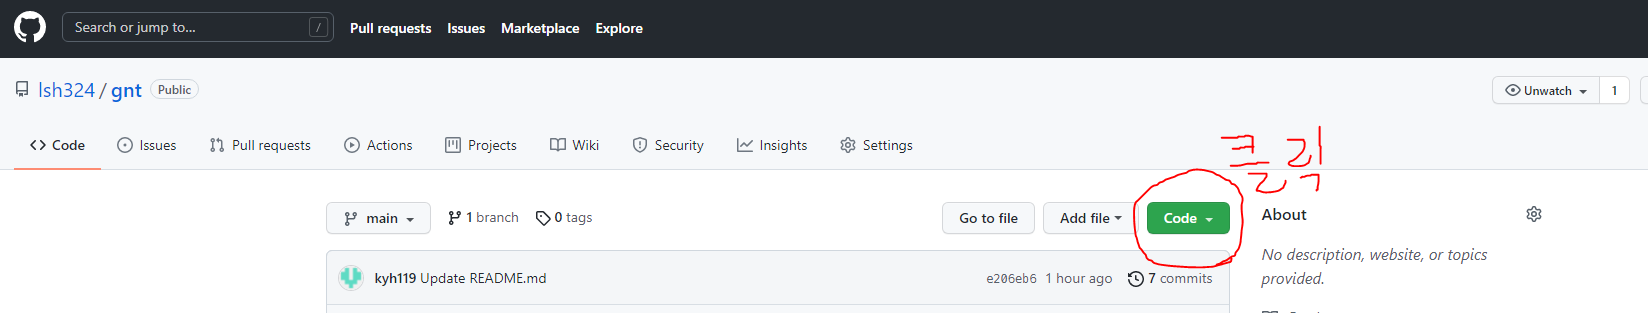 Search or jump to... /
Pull requests Issues Marketplace Explore
lsh324 / gnt Public
Unwatch 1
Code Issues Pull requests Actions Projects Wiki Security Insights Settings
클릭
main 1 branch 0 tags Go to file Add file Code
About
kyh119 Update README.md e206eb6 1 hour ago 7 commits
No description, website, or topics
provided.